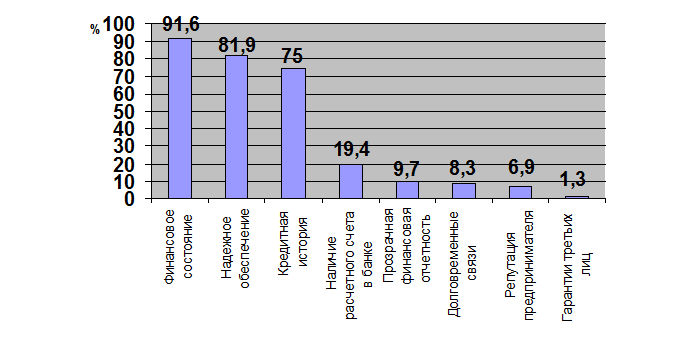 %
100
90
80
70
60
50
40
30
20
10
0
91,6
81,9
75
19,4
9,7
8,3
6,9
1,3
Финансовое
состояние
Надежное
обеспечение
Кредитная
история
Наличие
расчетного счета
в банке
Прозрачная
финансовая
отчетность
Долговременные
связи
Репутация
предпринимателя
Гарантии третьих
лиц